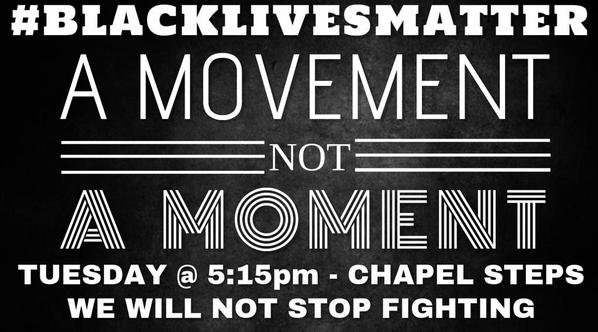 #BLACKLIVESMATTER
A MOVEMENT
NOT
A MOMENT
TUESDAY @ 5:15pm - CHAPEL STEPS
WE WILL NOT STOP FIGHTING